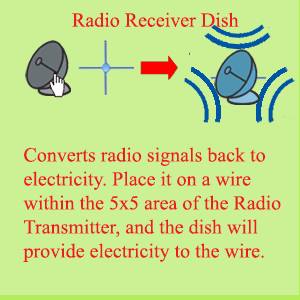 Radio Receiver Dish
Converts radio signals back to
electricity. Place it on a wire
within the 5x5 area of the Radio
Transmitter, and the dish will
provide electricity to the wire.